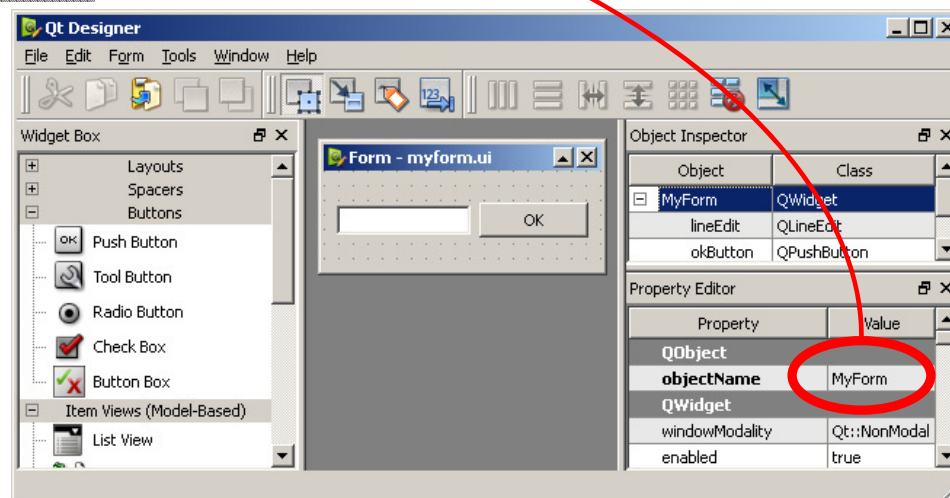 Qt Designer
File Edit Form Tools Window Help
123
Widget Box
Layouts
Spacers
Buttons
OK Push Button
Tool Button
Radio Button
Check Box
Button Box
Item Views (Model-Based)
List View
Form - myform.ui
OK
Object Inspector
Object Class
MyForm QWidget
lineEdit QLineEdit
okButton QPushButton
Property Editor
Property Value
QObject
objectName MyForm
QWidget
windowModality Qt::NonModal
enabled true